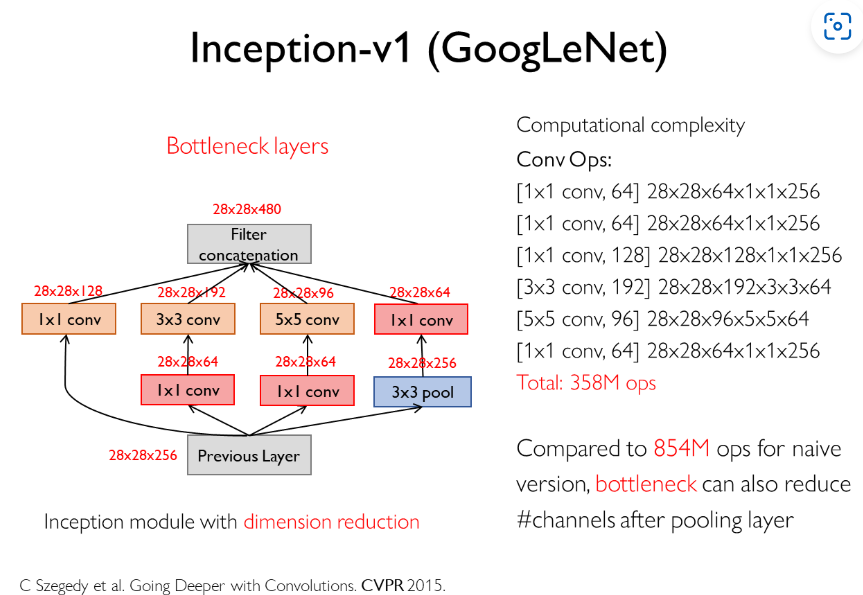 Inception-v1 (GoogLeNet)
Bottleneck layers
28x28x480
Filter
concatenation
28x28x128
28x28x192
28x28x96
28x28x64
1x1 conv
3x3 conv
5x5 conv
1x1 conv
28x28x64
28x28x64
28x28x256
1x1 conv
1x1 conv
3x3 pool
28x28x256
Previous Layer
Inception module with dimension reduction
Computational complexity
Conv Ops:
[1x1 conv, 64] 28x28x64x1x1x256
[1x1 conv, 64] 28x28x64x1x1x256
[1x1 conv, 128] 28x28x128x1x1x256
[3x3 conv, 192] 28x28x192x3x3x64
[5x5 conv, 96] 28x28x96x5x5x64
[1x1 conv, 64] 28x28x64x1x1x256
Total: 358M ops
Compared to 854M ops for naive
version, bottleneck can also reduce
#channels after pooling layer
C Szegedy et al. Going Deeper with Convolutions. CVPR 2015.